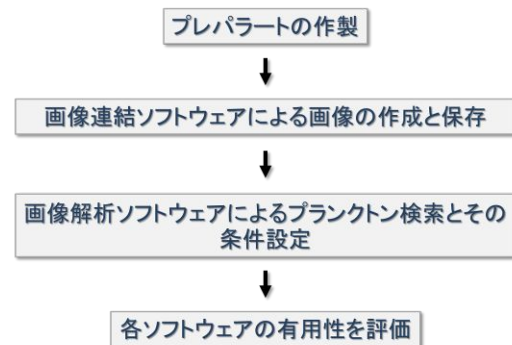 プレパラートの作製
画像連結ソフトウェアによる画像の作成と保存
画像解析ソフトウェアによるプランクトン検索とその
条件設定
各ソフトウェアの有用性を評価